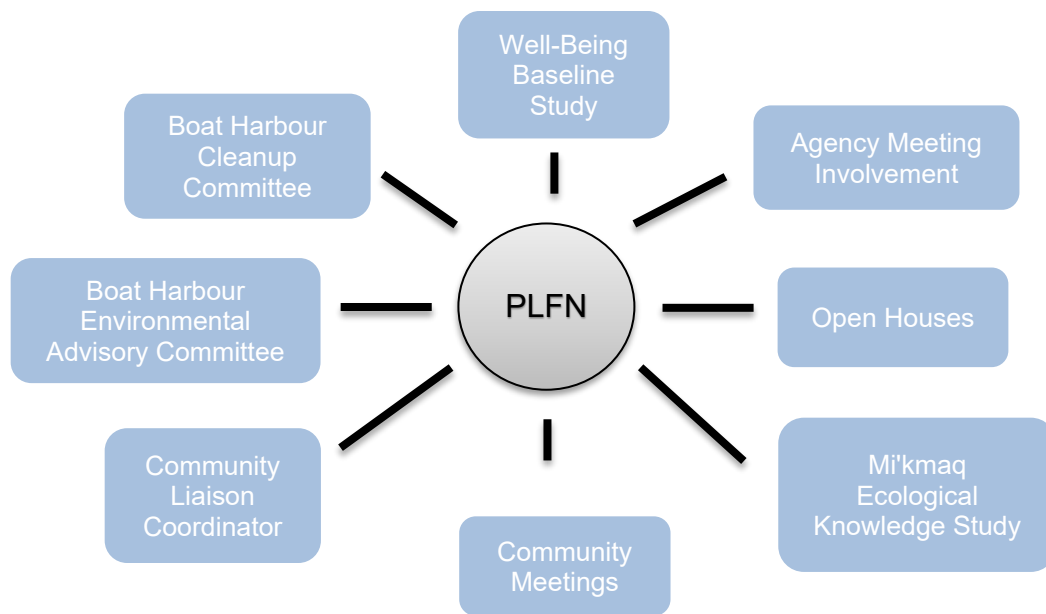 Well-Being
Baseline
Study
Boat Harbour
Cleanup
Committee
Agency Meeting
Involvement
Boat Harbour
Environmental
Advisory Committee
PLFN
Open Houses
Community
Liaison
Coordinator
Mi'kmaq
Ecological
Knowledge Study
Community
Meetings